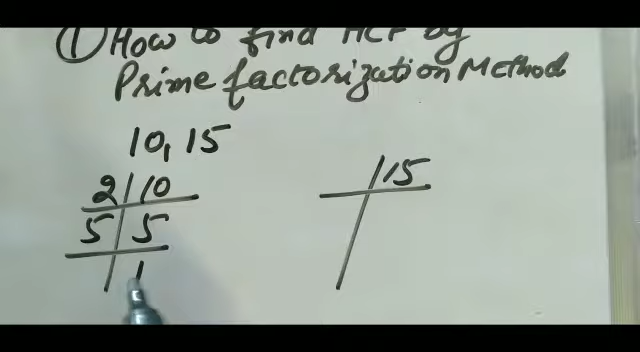 ① How to find HCF by
Prime factorization Method
10, 15
2 | 10
5 | 5
| 1
| 15